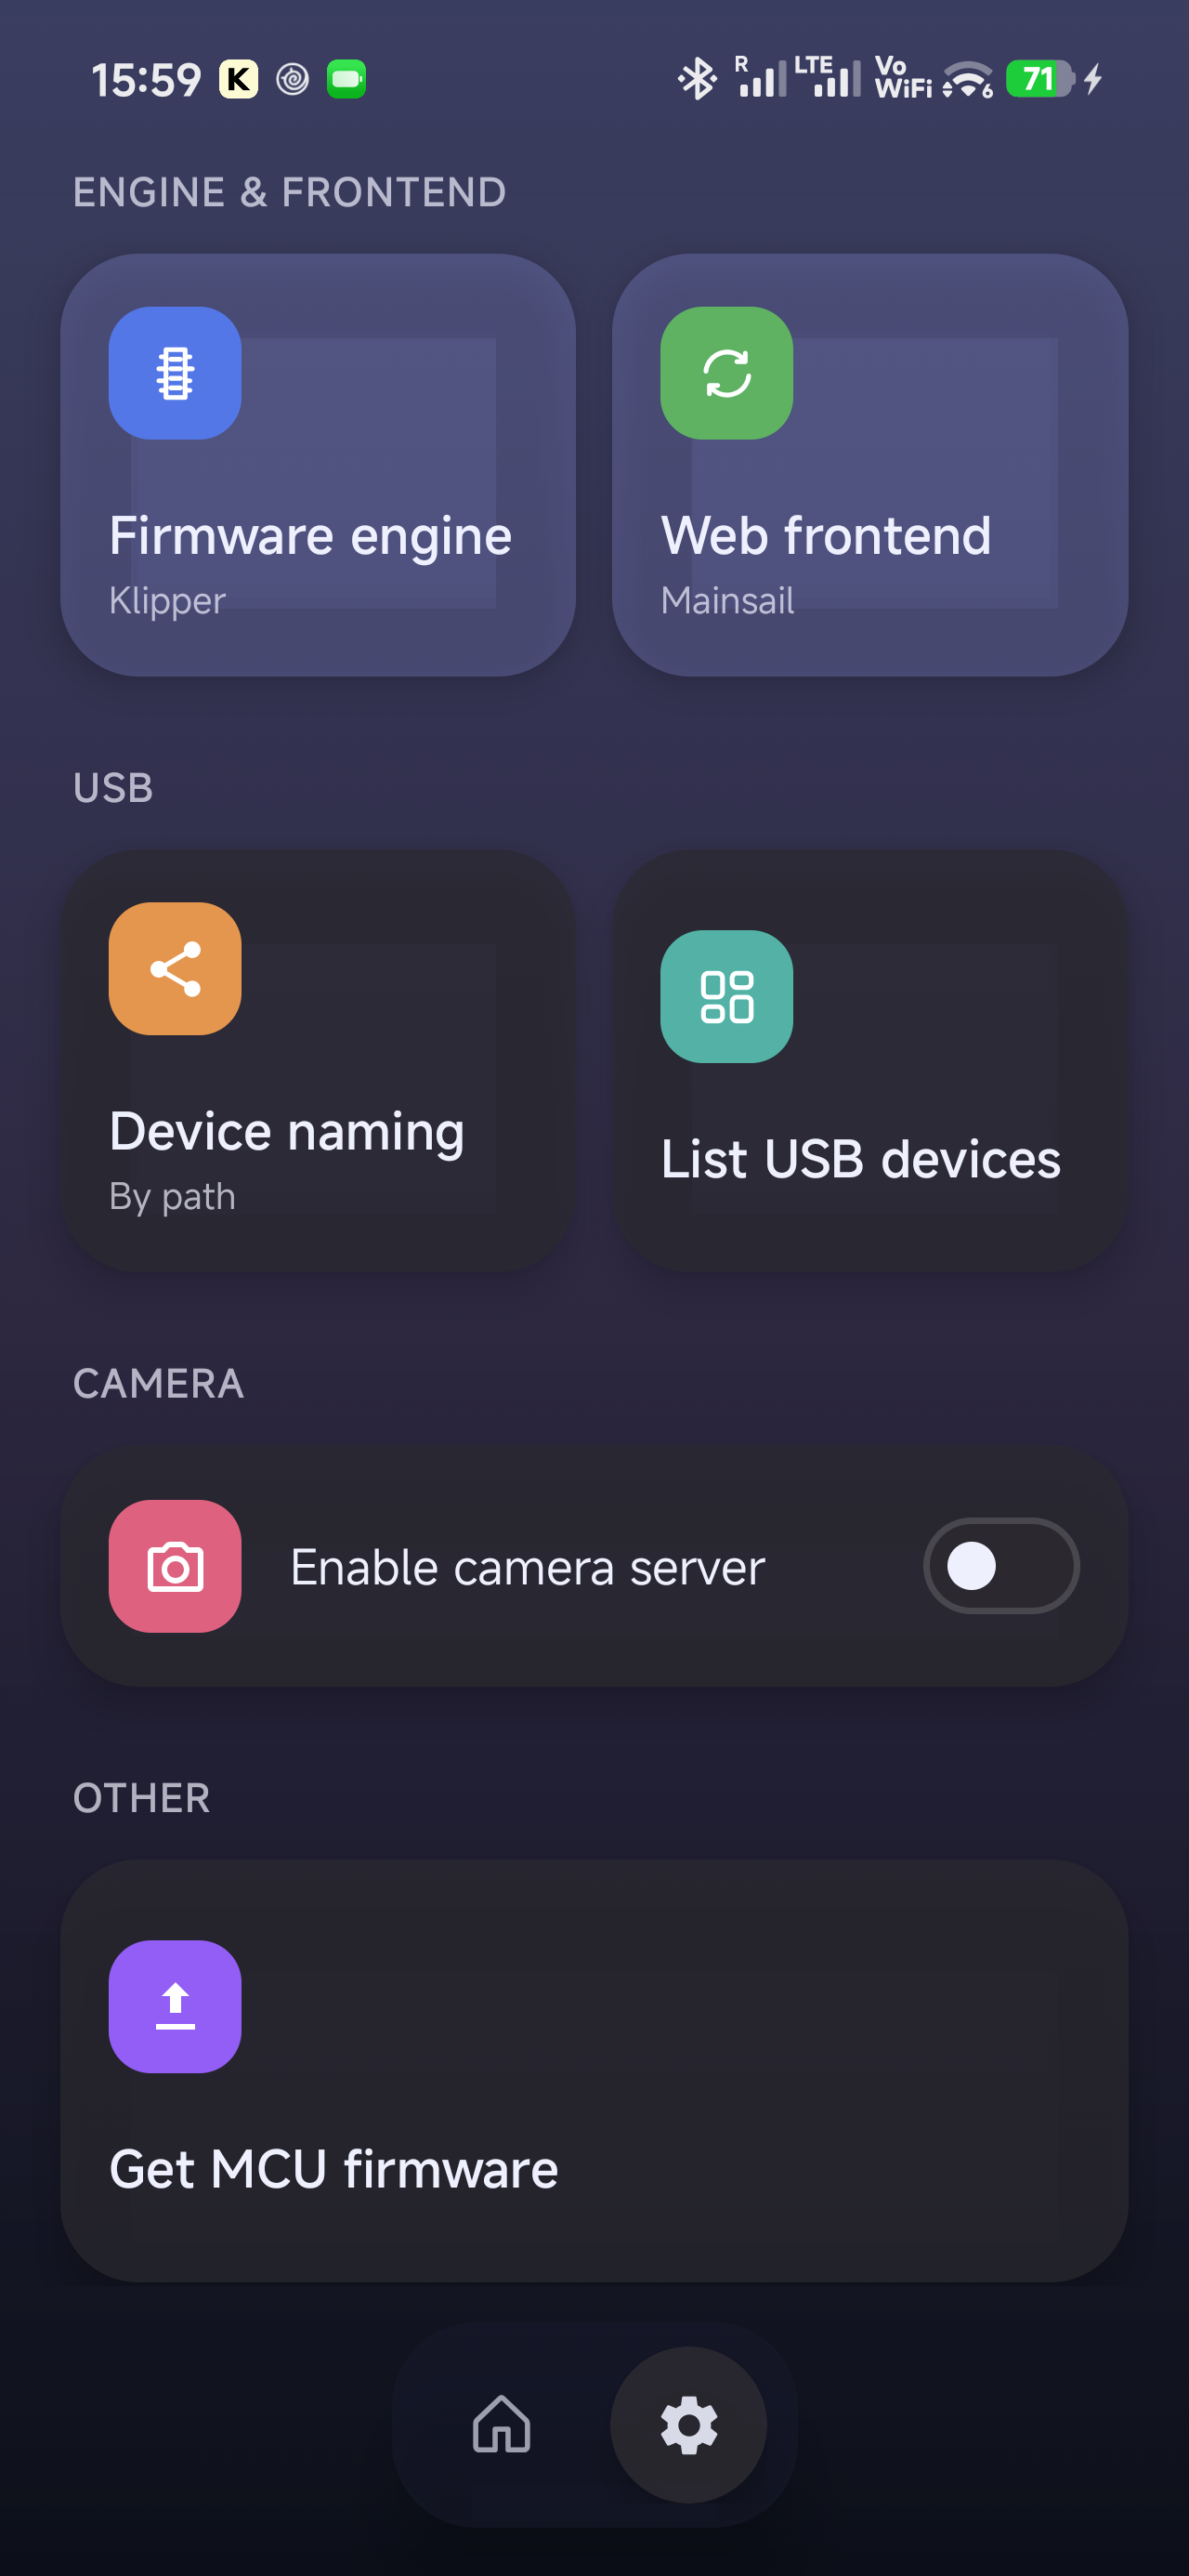 15:59 K R LTE Vo WiFi 6 71
ENGINE & FRONTEND
Firmware engine
Klipper
Web frontend
Mainsail
USB
Device naming
By path
List USB devices
CAMERA
Enable camera server
OTHER
Get MCU firmware